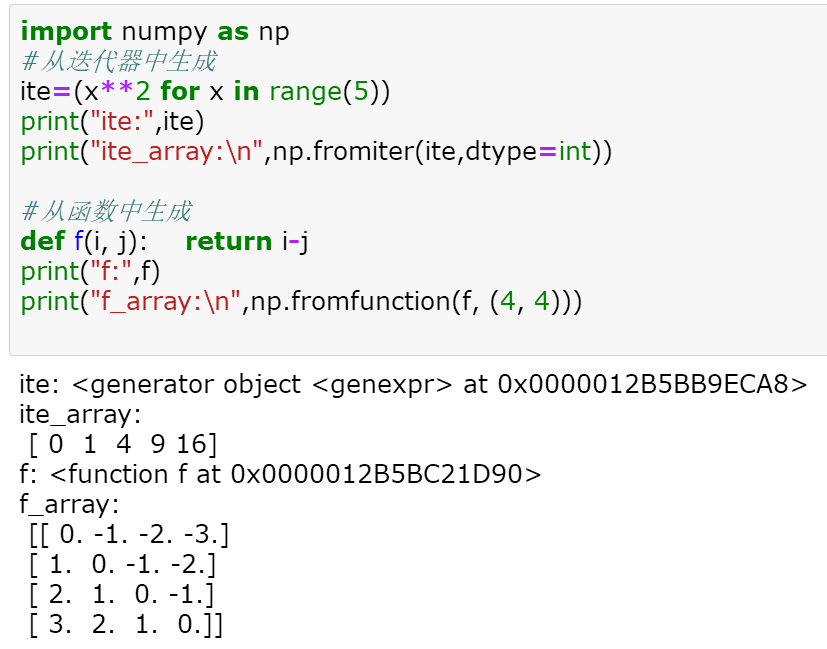 import numpy as np
#从迭代器中生成
ite=(x**2 for x in range(5))
print("ite:",ite)
print("ite_array:\n",np.fromiter(ite,dtype=int))
#从函数中生成
def f(i, j):    return i-j
print("f:",f)
print("f_array:\n",np.fromfunction(f, (4, 4)))
ite: <generator object <genexpr> at 0x0000012B5BB9ECA8>
ite_array:
 [ 0  1  4  9 16]
f: <function f at 0x0000012B5BC21D90>
f_array:
 [[ 0. -1. -2. -3.]
 [ 1.  0. -1. -2.]
 [ 2.  1.  0. -1.]
 [ 3.  2.  1.  0.]]